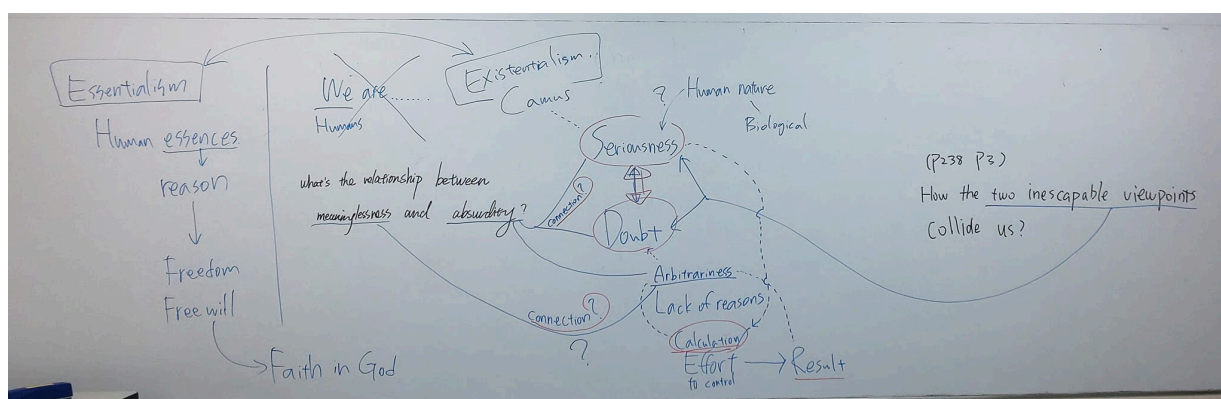 Essentialism
Human essences
reason
Freedom
Free will
Faith in God
We are......
Humans
Existentialism.
Camus
? Human nature
Biological
Seriousness
what's the relationship between
meaninglessness and absurdity?
connection?
Doubt
Arbitrariness
Lack of reasons
connection?
?
Calculation
Effort
to control
Result
(P238 P3)
How the two inescapable viewpoints
Collide us?